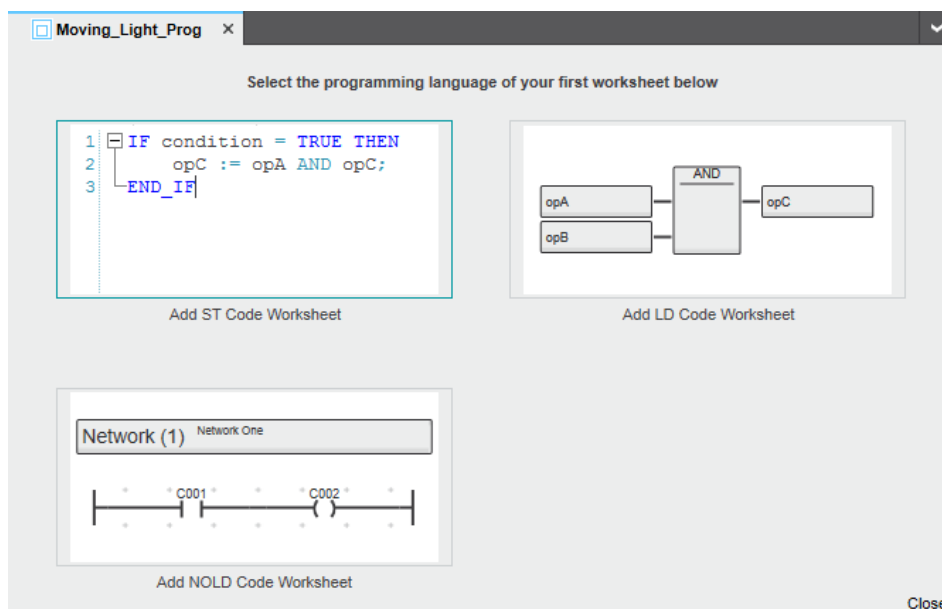 Moving_Light_Prog ×
Select the programming language of your first worksheet below
1 IF condition = TRUE THEN
2 opC := opA AND opC;
3 END_IF
Add ST Code Worksheet
AND
opA
opC
opB
Add LD Code Worksheet
Network (1) Network One
C001 C002
Add NOLD Code Worksheet
Close